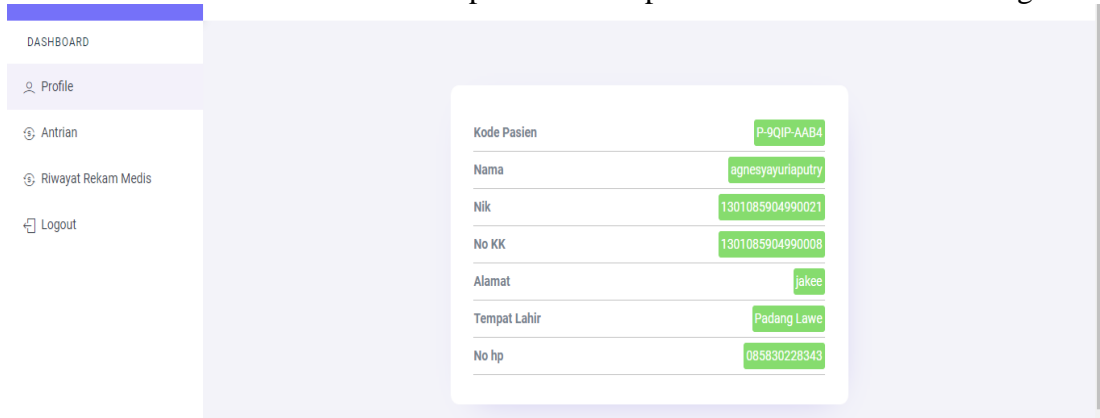 DASHBOARD
Profile
Antrian
Riwayat Rekam Medis
Logout
Kode Pasien P-9QIP-AAB4
Nama agnesyayuriaputry
Nik 1301085904990021
No KK 1301085904990008
Alamat jakee
Tempat Lahir Padang Lawe
No hp 085830228343